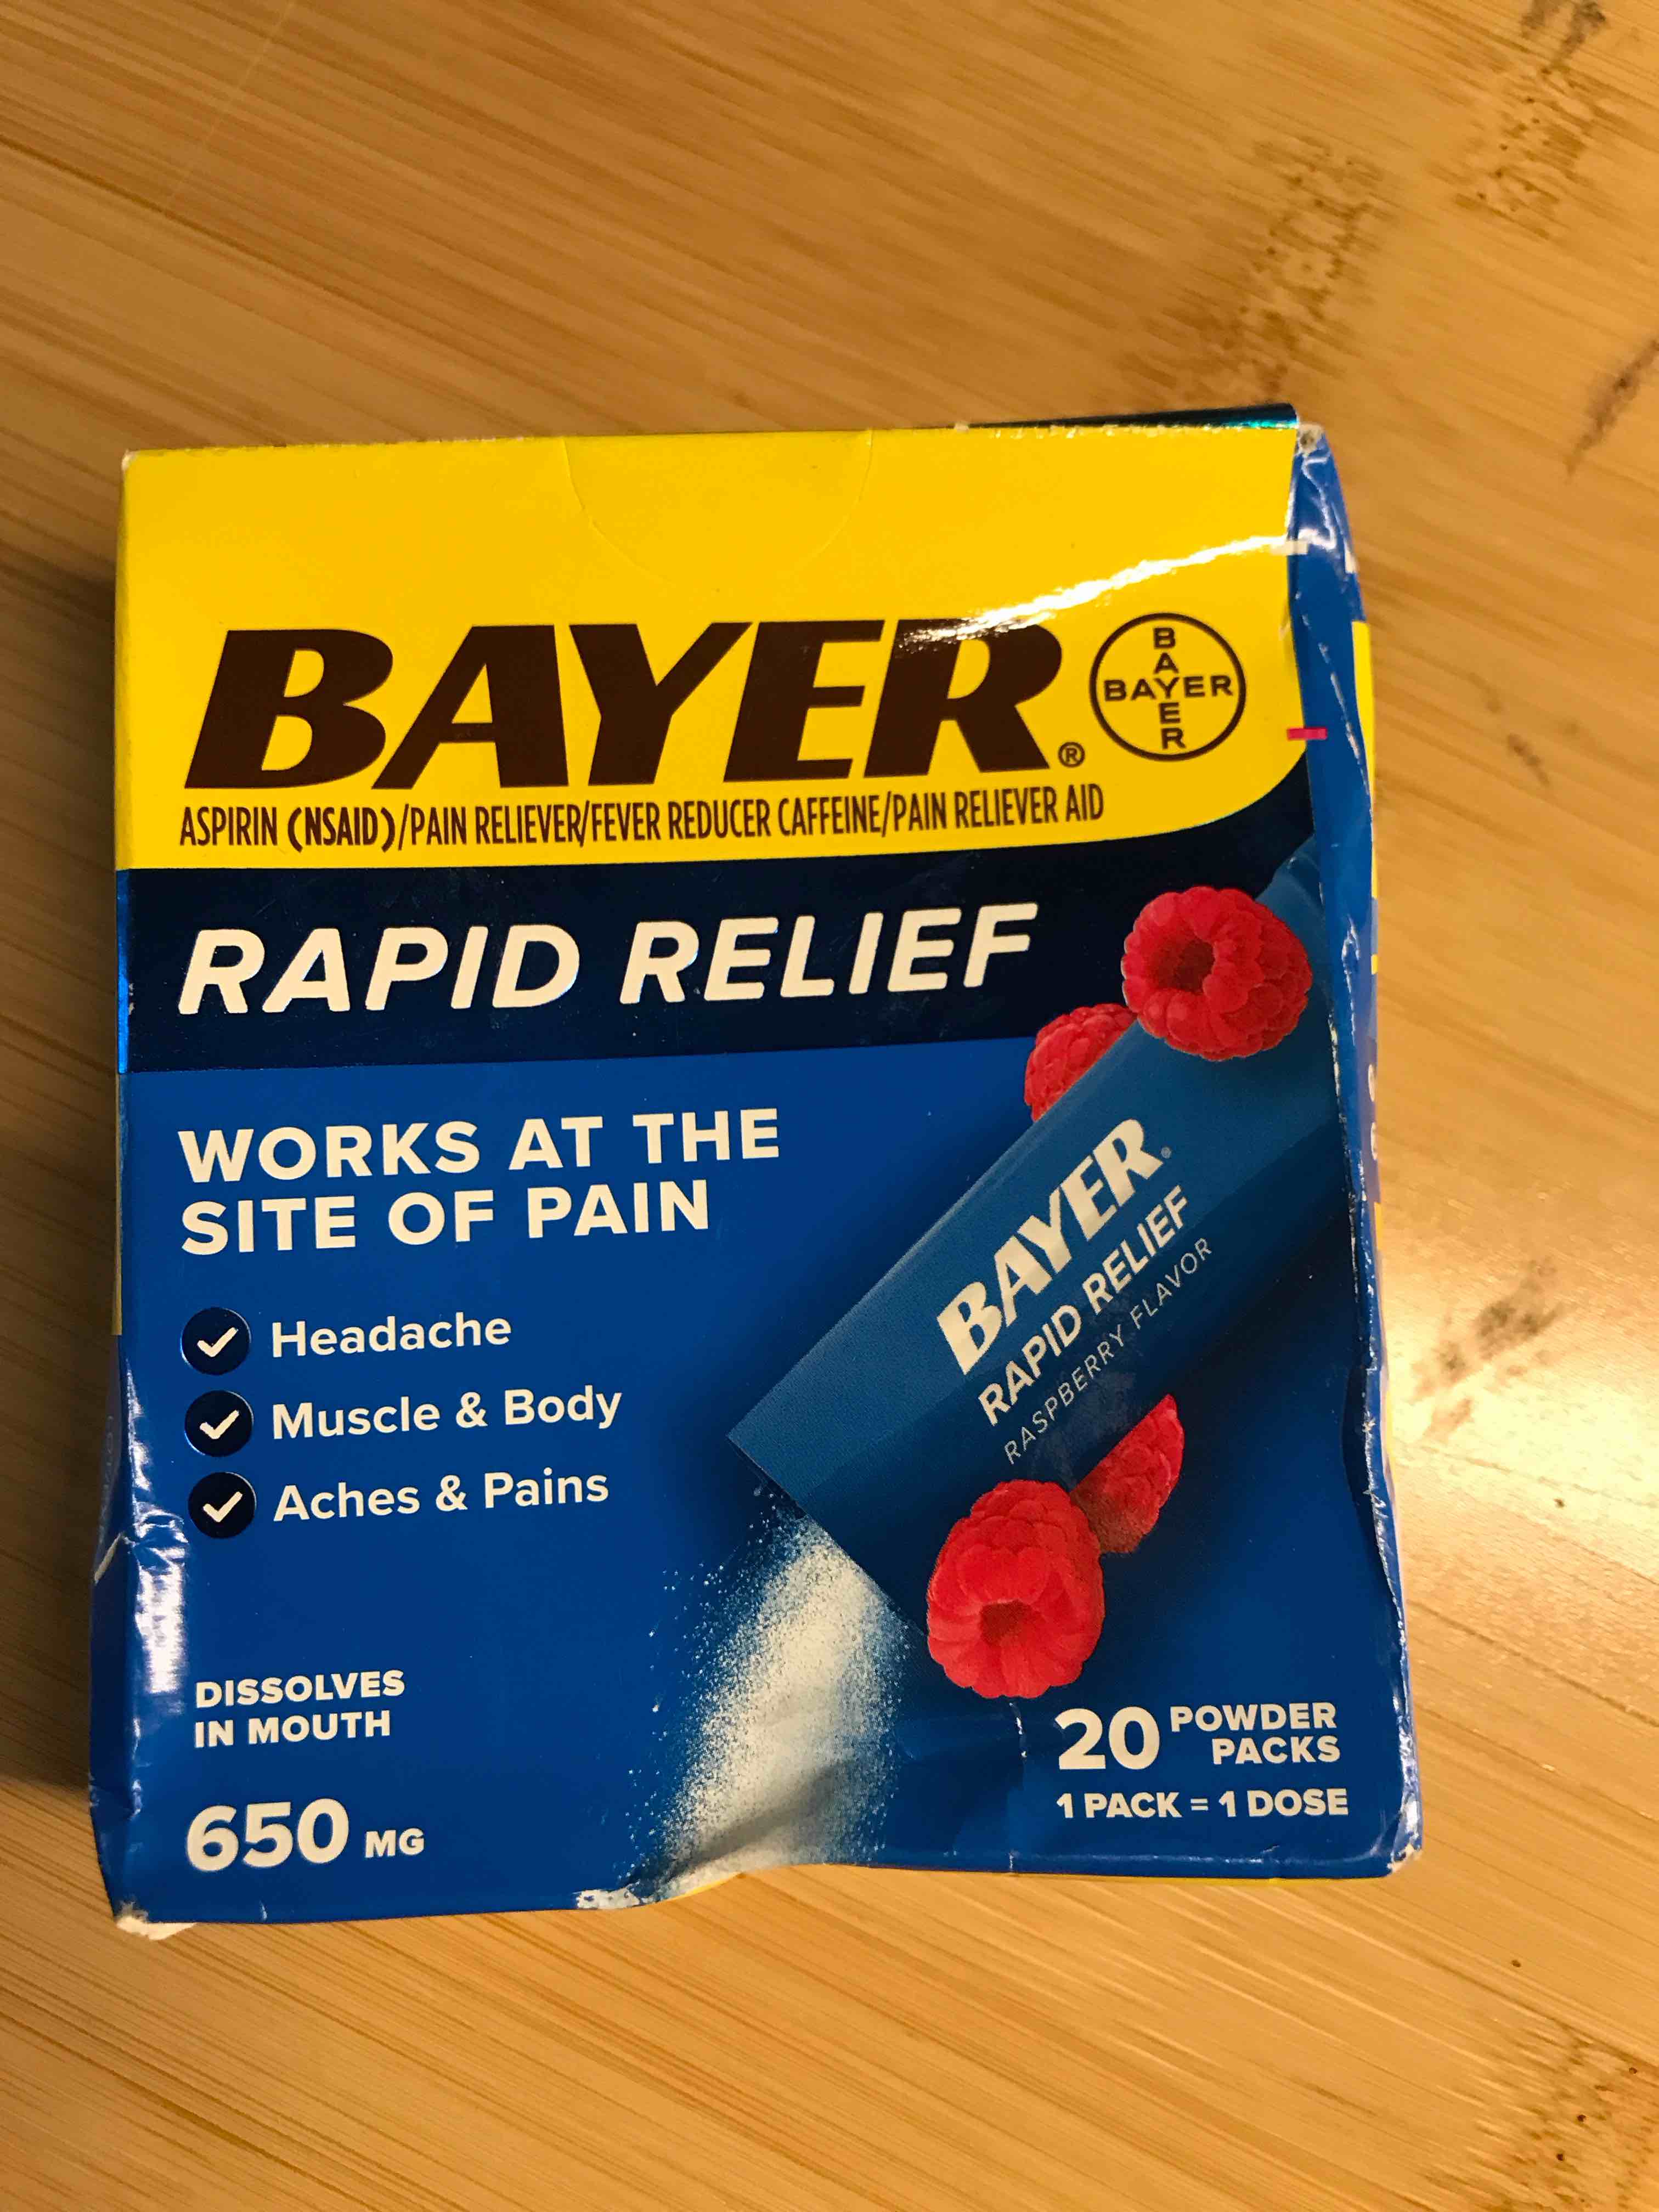 BAYER®
BAYER
BAYER
ASPIRIN (NSAID)/PAIN RELIEVER/FEVER REDUCER CAFFEINE/PAIN RELIEVER AID
RAPID RELIEF
WORKS AT THE
SITE OF PAIN
Headache
Muscle & Body
Aches & Pains
BAYER®
RAPID RELIEF
RASPBERRY FLAVOR
DISSOLVES
IN MOUTH
650 MG
20 POWDER
PACKS
1 PACK = 1 DOSE